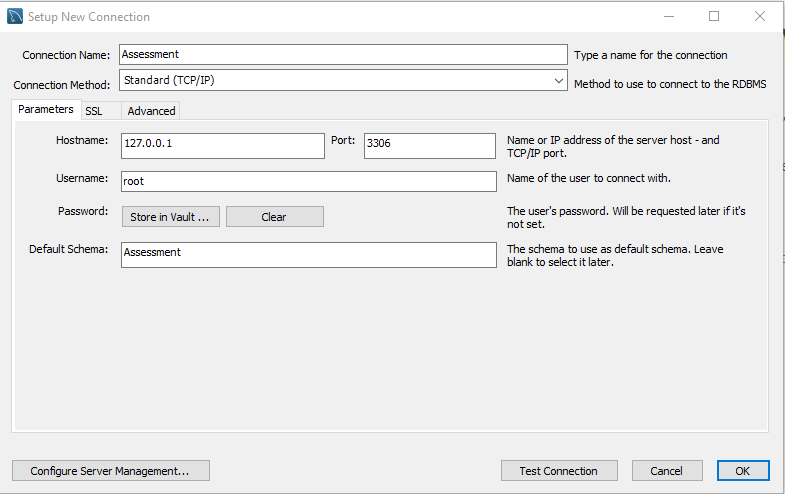 Setup New Connection
Connection Name: Assessment Type a name for the connection
Connection Method: Standard (TCP/IP) Method to use to connect to the RDBMS
Parameters SSL Advanced
Hostname: 127.0.0.1 Port: 3306 Name or IP address of the server host - and
TCP/IP port.
Username: root Name of the user to connect with.
Password: Store in Vault ... Clear The user's password. Will be requested later if it's
not set.
Default Schema: Assessment The schema to use as default schema. Leave
blank to select it later.
Configure Server Management... Test Connection Cancel OK